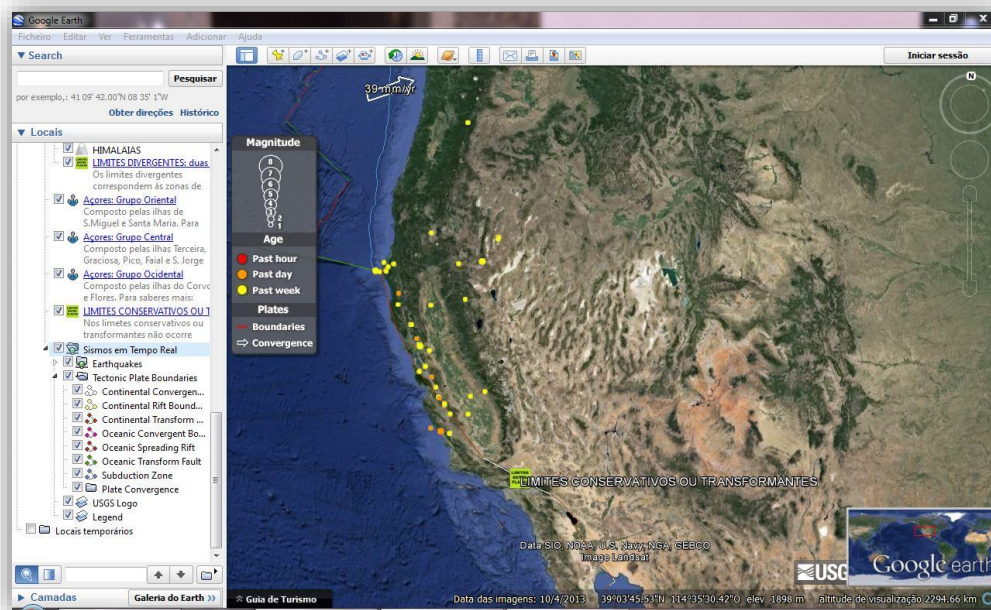 Google Earth
Ficheiro Editar Ver Ferramentas Adicionar Ajuda
Search
Pesquisar
por exemplo,: 41 09' 42.00"N 08 35' 1"W
Obter direções Histórico
Locais
HIMALAIAS
LIMITES DIVERGENTES: duas
Os limites divergentes
correspondem às zonas de
Açores: Grupo Oriental
Composto pelas ilhas de
S.Miguel e Santa Maria. Para
Açores: Grupo Central
Composto pelas ilhas Terceira,
Graciosa, Pico, Faial e S. Jorge
Açores: Grupo Ocidental
Composto pelas ilhas do Corvo
e Flores. Para saberes mais:
LIMITES CONSERVATIVOS OU T
Nos limetes conservativos ou
transformantes não ocorre
Sismos em Tempo Real
Earthquakes
Tectonic Plate Boundaries
Continental Convergen...
Continental Rift Bound...
Continental Transform ...
Oceanic Convergent Bo...
Oceanic Spreading Rift
Oceanic Transform Fault
Subduction Zone
Plate Convergence
USGS Logo
Legend
Locais temporários
Camadas
Galeria do Earth >>
Iniciar sessão
39 mm/yr
N
Magnitude
8
7
6
5
4
3
2
1
Age
Past hour
Past day
Past week
Plates
Boundaries
Convergence
LIMITES CONSERVATIVOS OU TRANSFORMANTES
Data SIO, NOAA, U.S. Navy, NGA, GEBCO
Image Landsat
USG
Google earth
Guia de Turismo
Data das imagens: 10/4/2013 39°03'45.53"N 114°35'30.42"O elev 1898 m altitude de visualização 2294.66 km